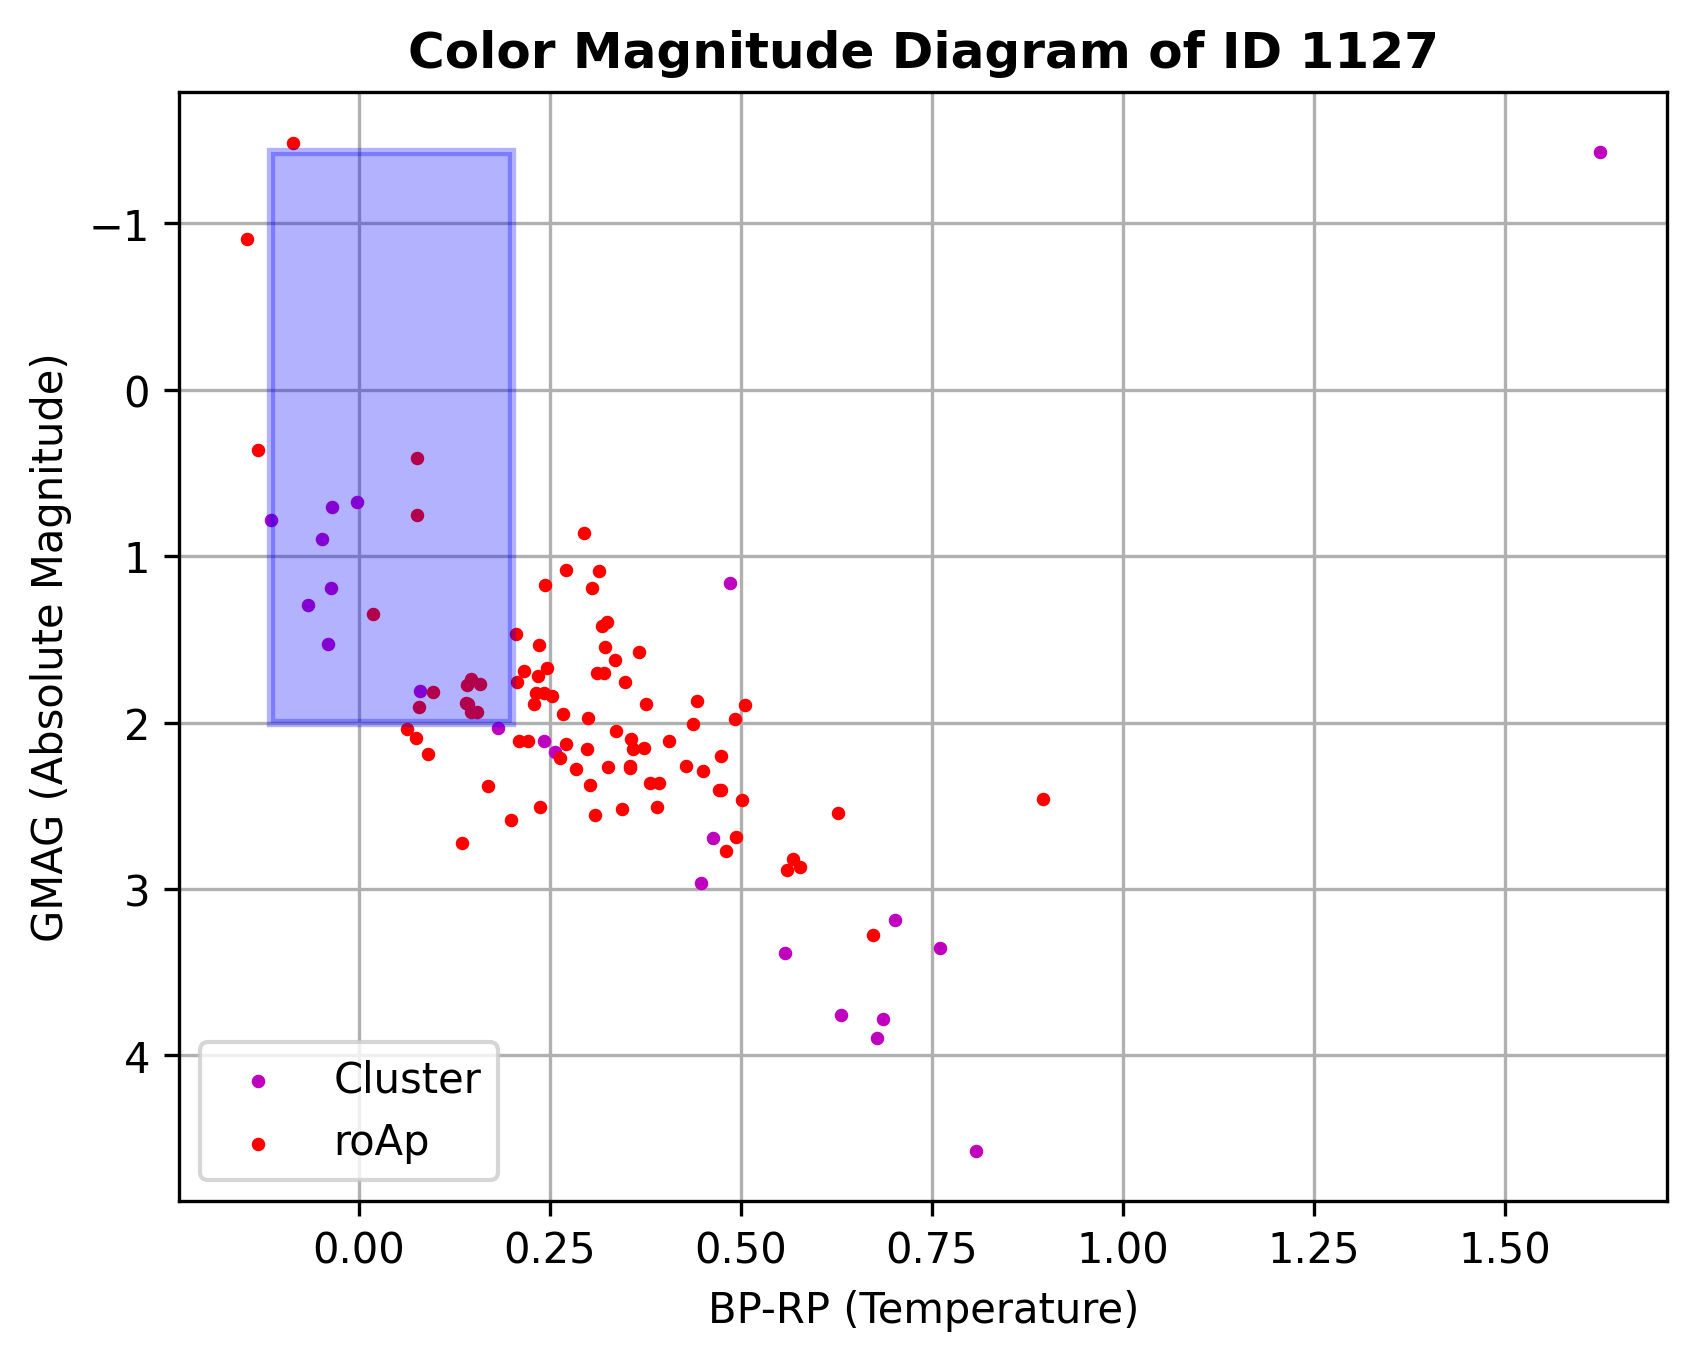 Color Magnitude Diagram of ID 1127
GMAG (Absolute Magnitude)
−1
0
1
2
3
4
Cluster
roAp
0.00 0.25 0.50 0.75 1.00 1.25 1.50
BP-RP (Temperature)